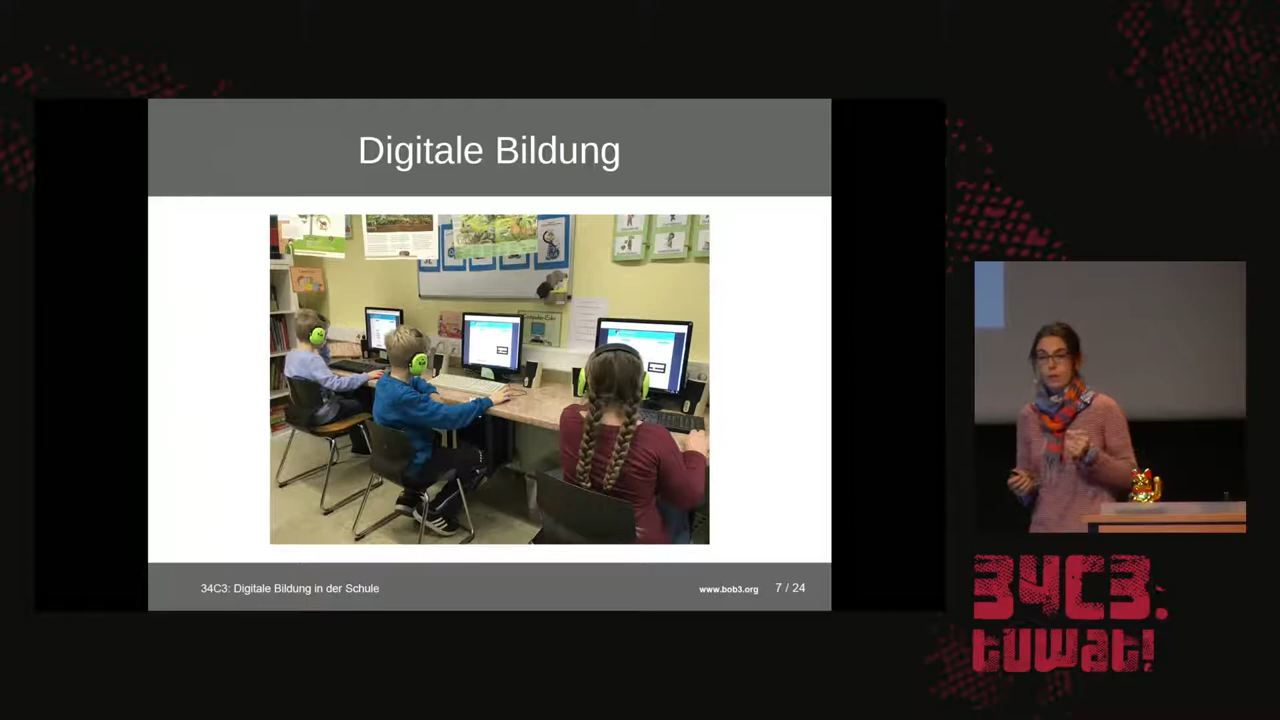 Digitale Bildung
34C3: Digitale Bildung in der Schule
www.bob3.org
7 / 24
34C3:
tuwat!